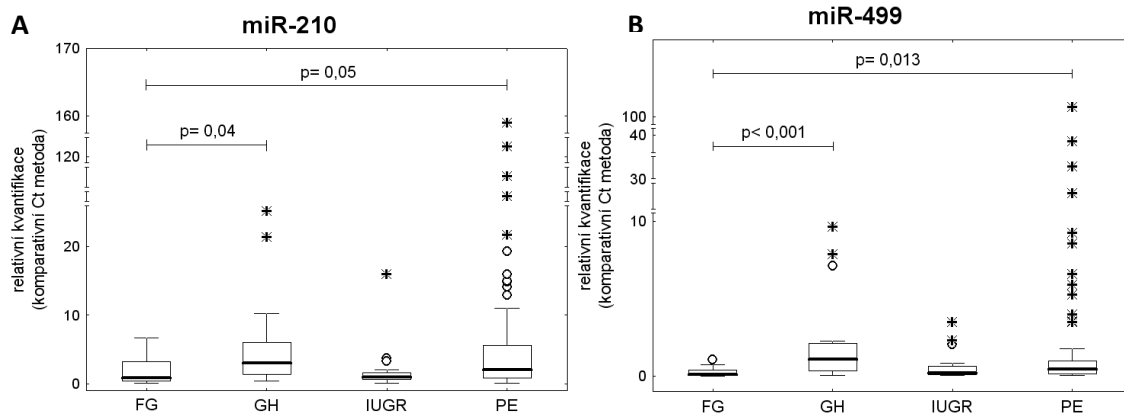 A
miR-210
relativní kvantifikace
(komparativní Ct metoda)
170
160
120
20
10
0
p= 0,05
p= 0,04
FG GH IUGR PE
B
miR-499
relativní kvantifikace
(komparativní Ct metoda)
100
40
30
10
0
p= 0,013
p< 0,001
FG GH IUGR PE